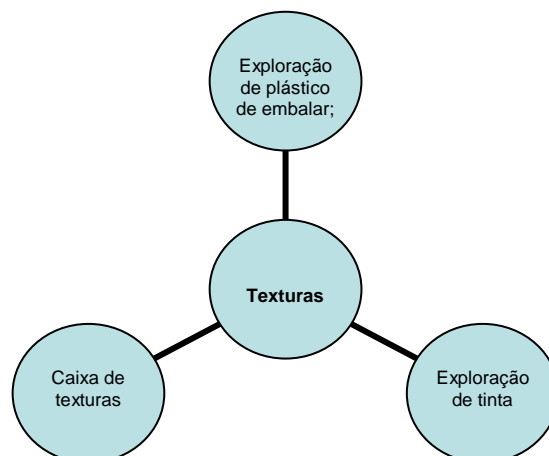 Exploração
de plástico
de embalar;
Texturas
Caixa de
texturas
Exploração
de tinta